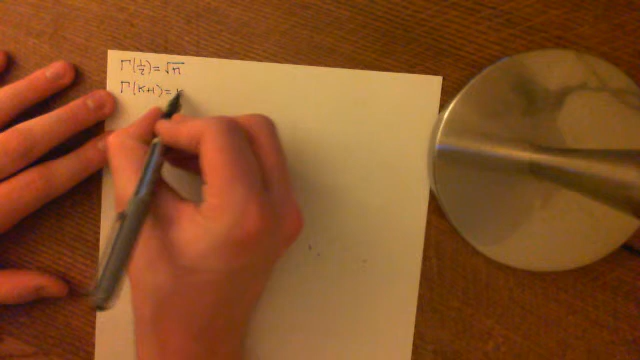 Γ(1/2) = √π
Γ(k+1) = k